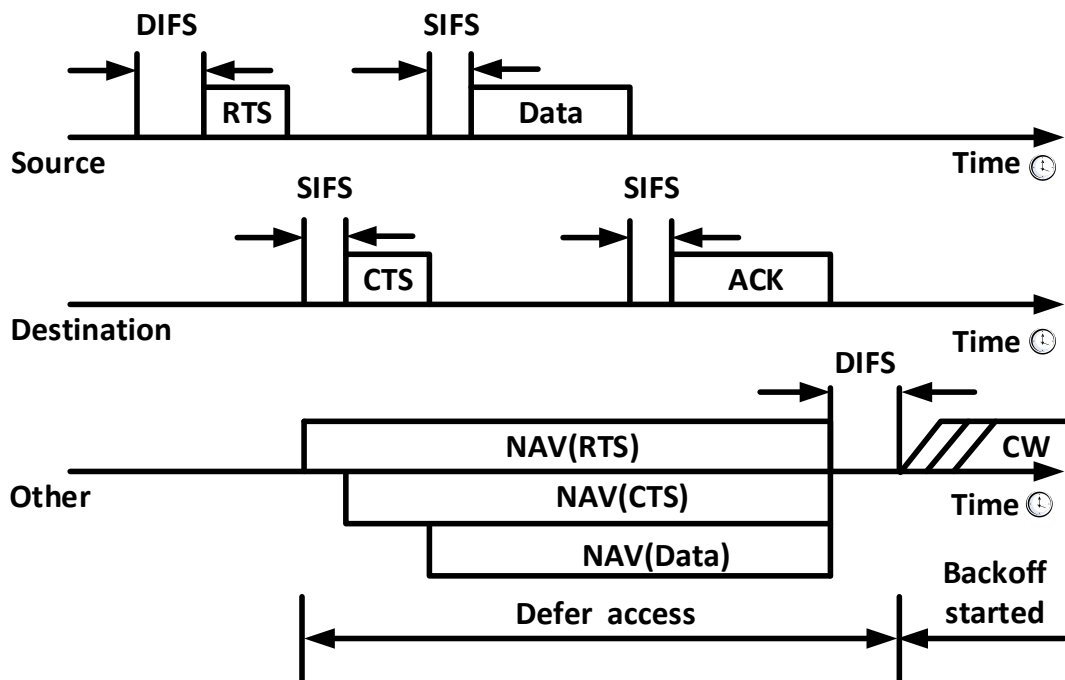 DIFS
SIFS
RTS
Data
Source
Time
SIFS
SIFS
CTS
ACK
Destination
Time
DIFS
NAV(RTS)
CW
Other
NAV(CTS)
Time
NAV(Data)
Defer access
Backoff
started